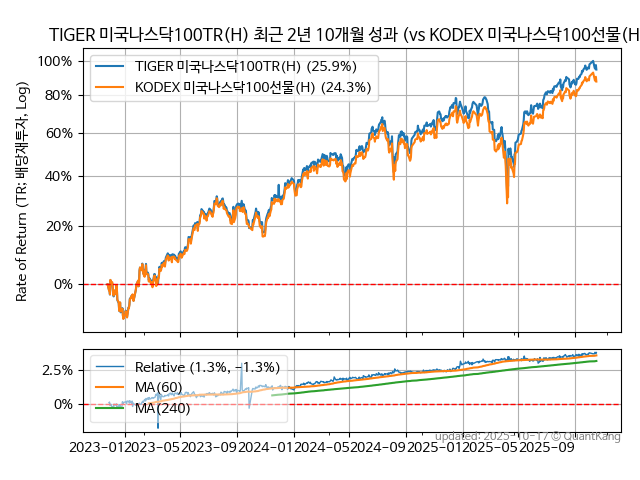 TIGER 미국나스닥100TR(H) 최근 2년 10개월 성과 (vs KODEX 미국나스닥100선물(H
100%
80%
60%
40%
20%
0%
Rate of Return (TR: 배당재투자, Log)
TIGER 미국나스닥100TR(H) (25.9%)
KODEX 미국나스닥100선물(H) (24.3%)
2.5%
0%
Relative (1.3%, -1.3%)
MA(60)
MA(240)
2023-01 2023-05 2023-09 2024-01 2024-05 2024-09 2025-01 2025-05 2025-09
updated: 2025-10-17 © QuantKang